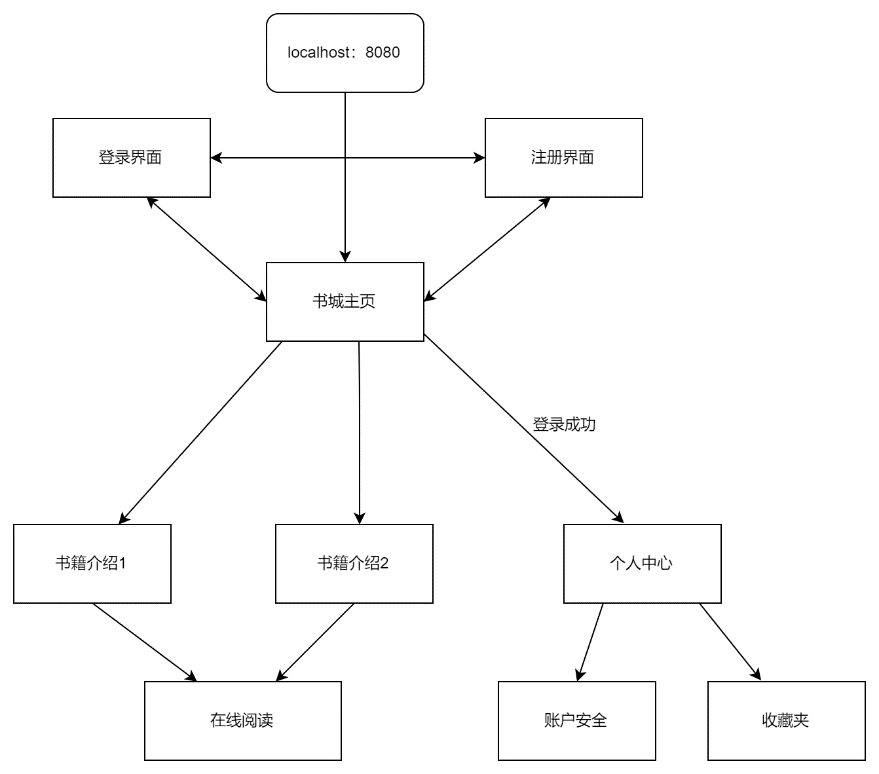 localhost：8080
登录界面
注册界面
书城主页
登录成功
书籍介绍1
书籍介绍2
个人中心
在线阅读
账户安全
收藏夹